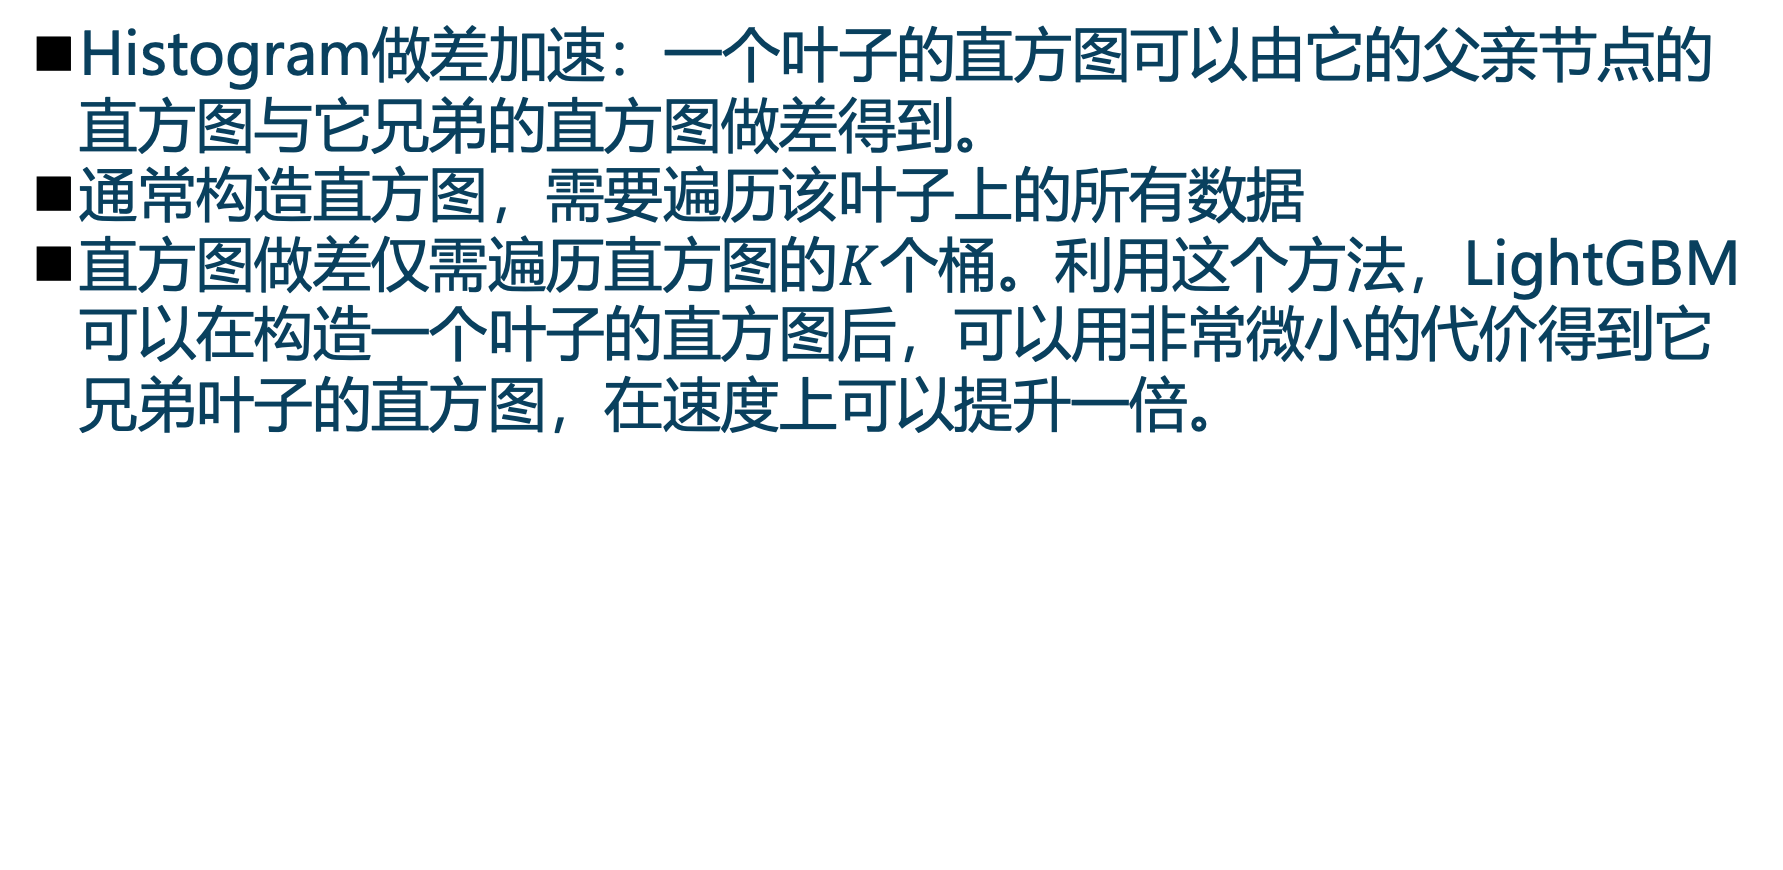 ■Histogram做差加速：一个叶子的直方图可以由它的父亲节点的
直方图与它兄弟的直方图做差得到。
■通常构造直方图，需要遍历该叶子上的所有数据
■直方图做差仅需遍历直方图的K个桶。利用这个方法，LightGBM
可以在构造一个叶子的直方图后，可以用非常微小的代价得到它
兄弟叶子的直方图，在速度上可以提升一倍。